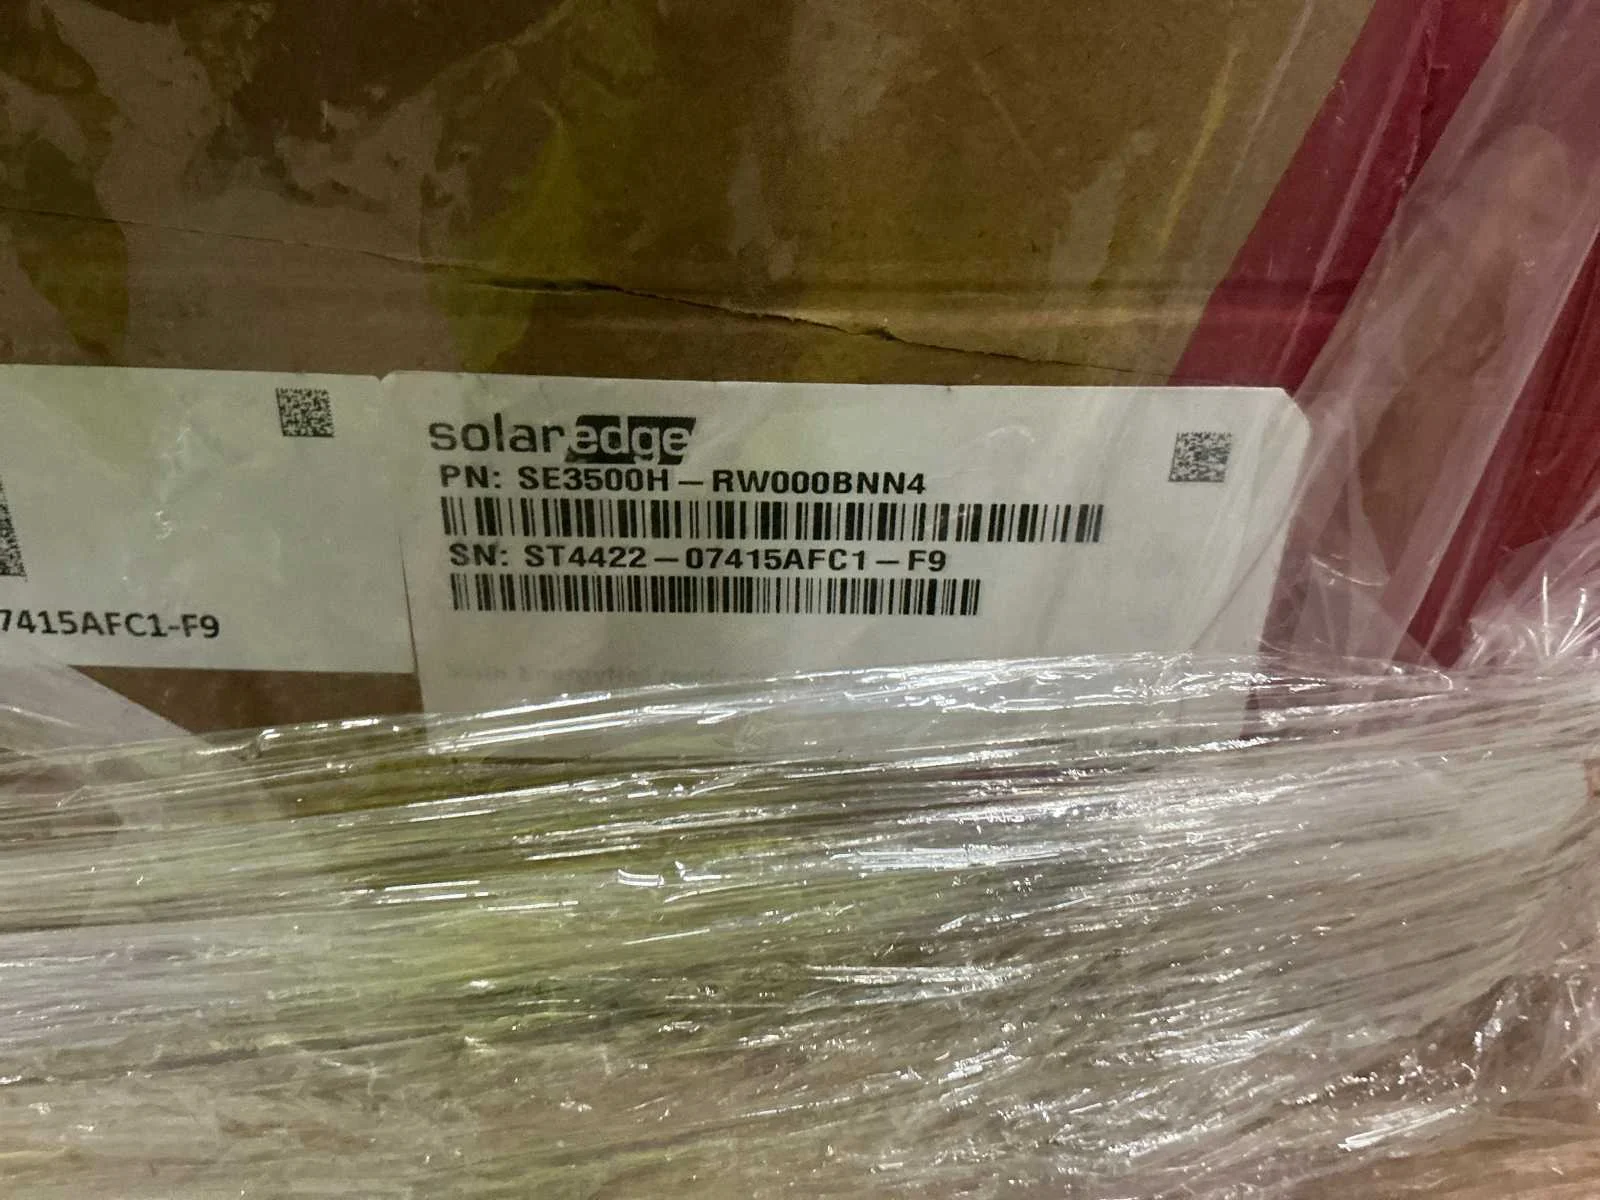 solaredge
PN: SE3500H-RW000BNN4
SN: ST4422-07415AFC1-F9
7415AFC1-F9